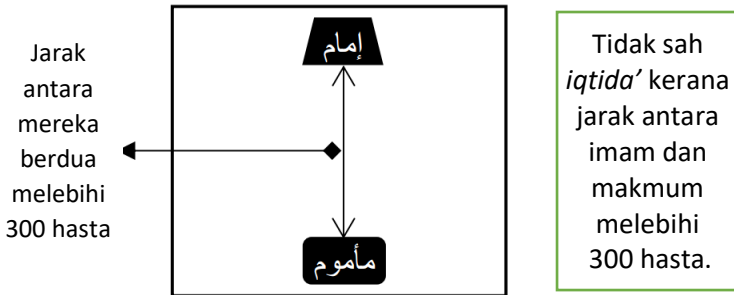 Jarak
antara
mereka
berdua
melebihi
300 hasta
إمام
مأموم
Tidak sah
iqtida’ kerana
jarak antara
imam dan
makmum
melebihi
300 hasta.